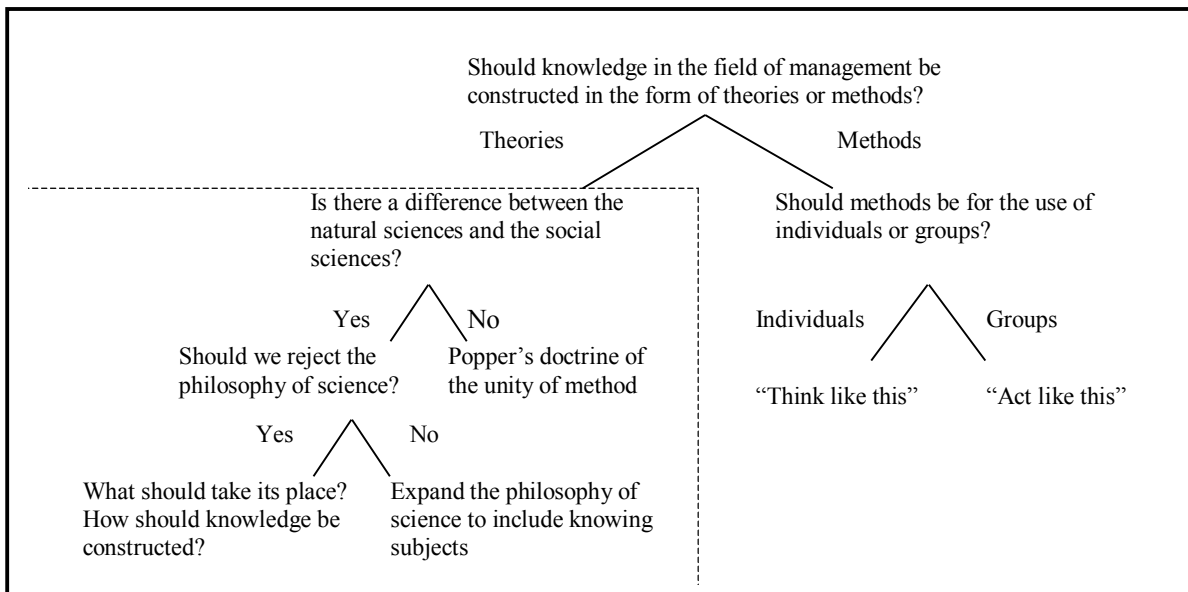 Should knowledge in the field of management be
constructed in the form of theories or methods?
Theories
Methods
Is there a difference between the
natural sciences and the social
sciences?
Should methods be for the use of
individuals or groups?
Yes
No
Individuals
Groups
Should we reject the
philosophy of science?
Popper’s doctrine of
the unity of method
“Think like this”
“Act like this”
Yes
No
What should take its place?
How should knowledge be
constructed?
Expand the philosophy of
science to include knowing
subjects